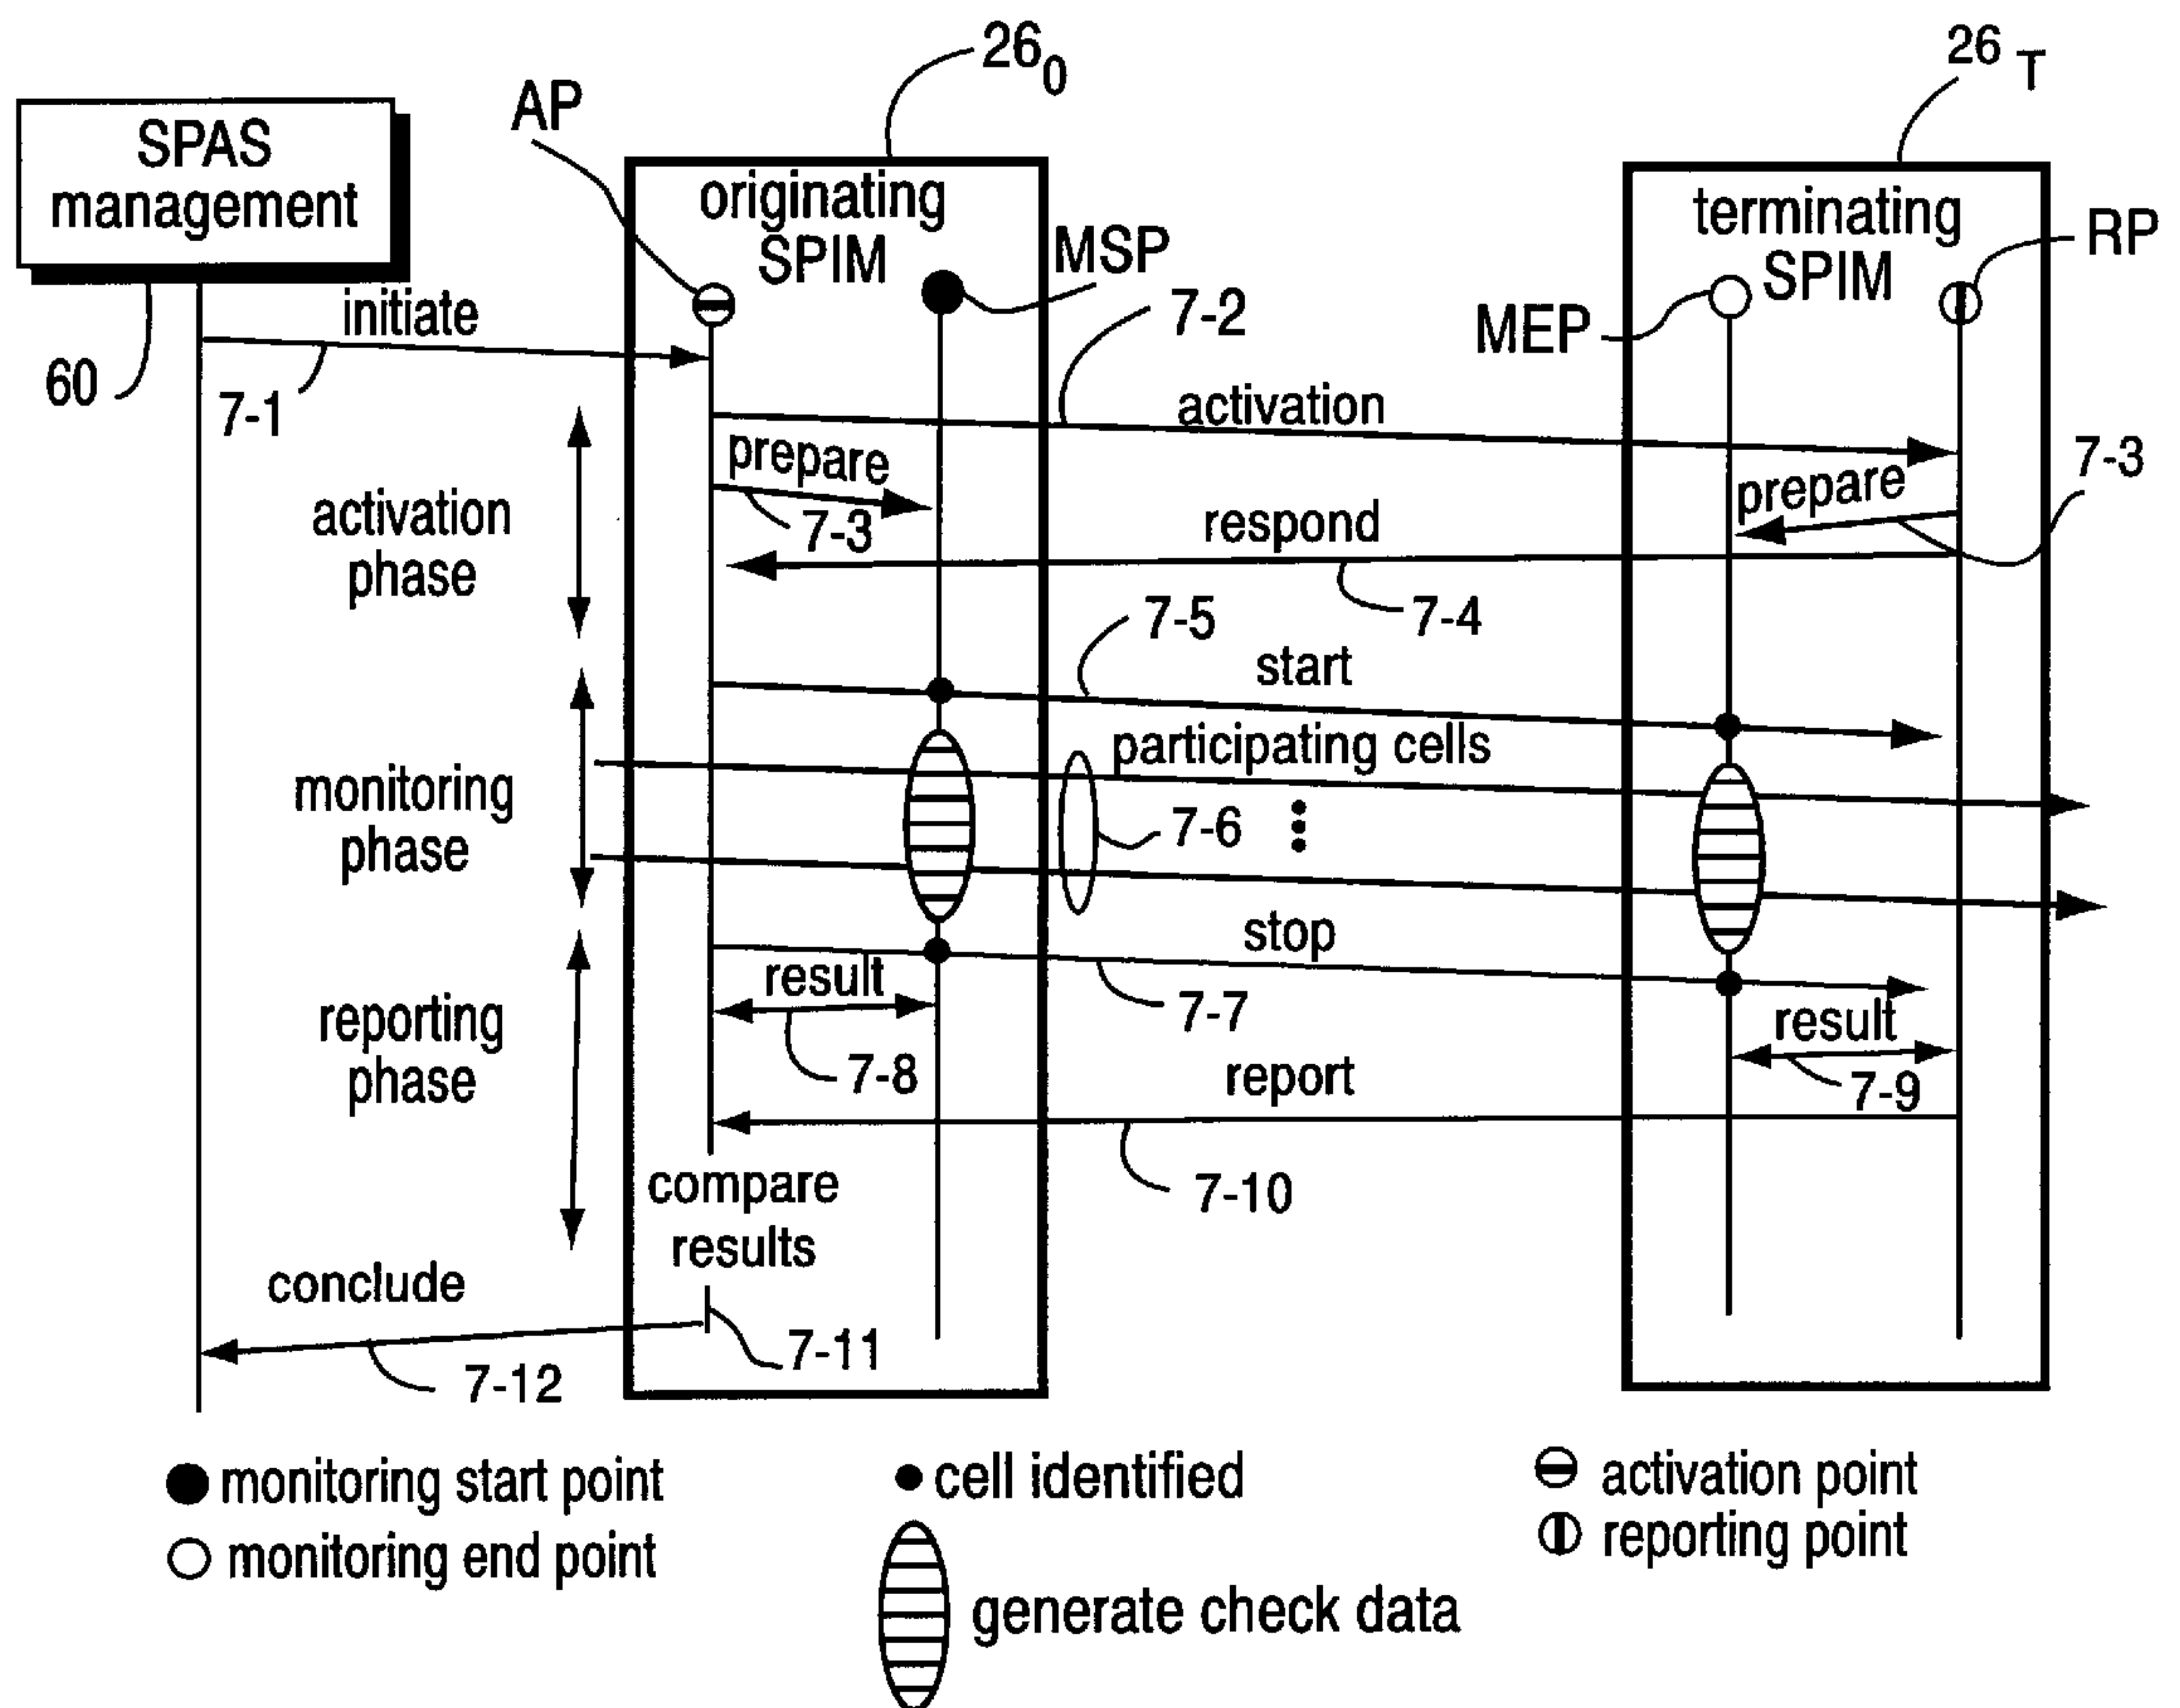 26 0
26 T
AP
SPAS
management
originating
SPIM
MSP
terminating
SPIM
RP
MEP
initiate
7-1
60
7-2
activation
prepare
7-3
prepare
7-3
activation
phase
respond
7-4
7-5
start
participating cells
7-6
monitoring
phase
stop
7-7
result
7-8
result
7-9
reporting
phase
report
7-10
compare
results
conclude
7-11
7-12
monitoring start point
monitoring end point
cell identified
generate check data
activation point
reporting point